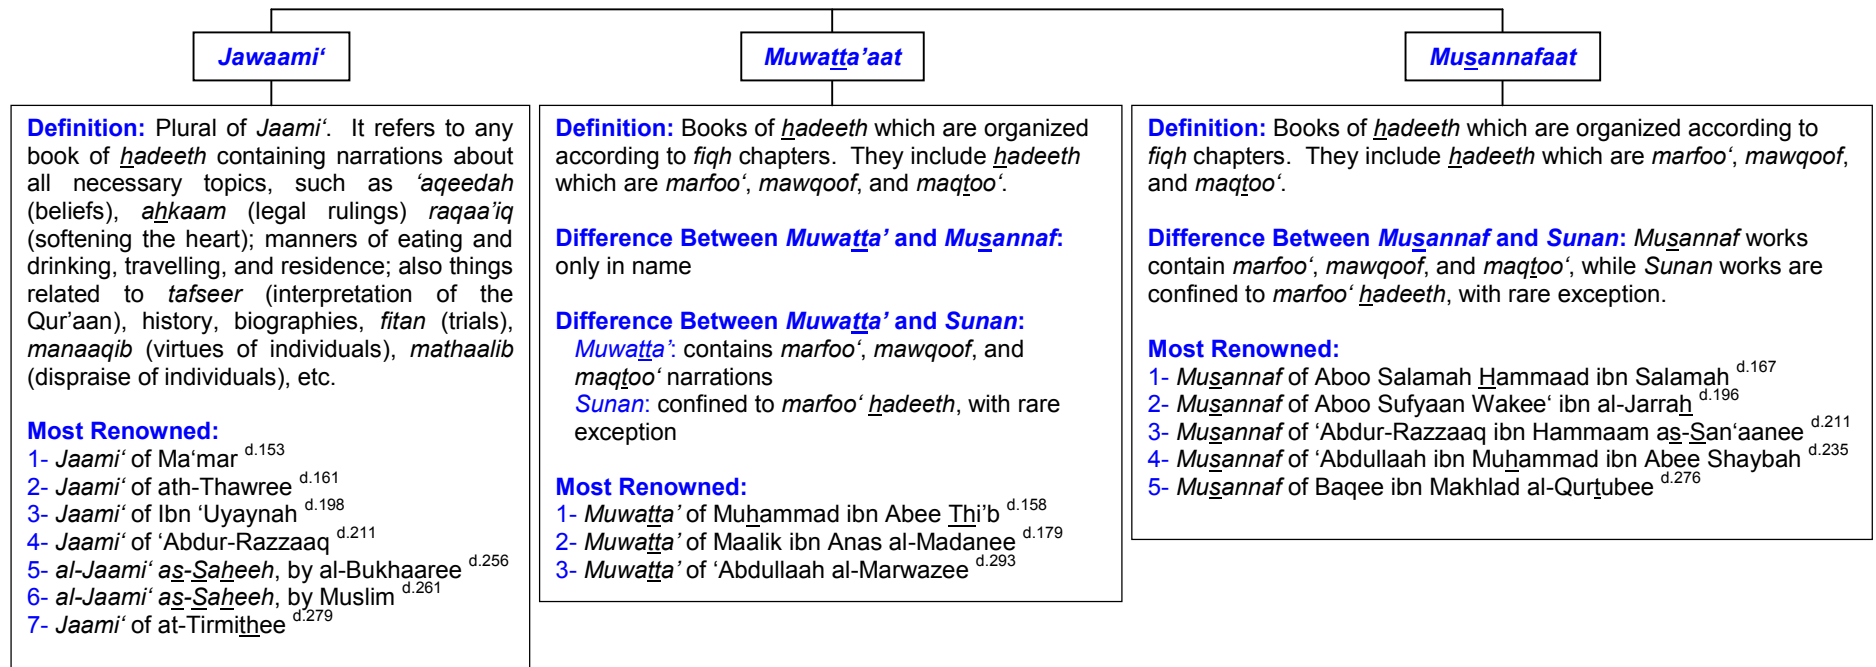 Jawaami‘
Muwatta’aat
Musannafaat
Definition: Plural of Jaami‘. It refers to any
book of hadeeth containing narrations about
all necessary topics, such as ‘aqeedah
(beliefs), ahkaam (legal rulings) raqaa’iq
(softening the heart); manners of eating and
drinking, travelling, and residence; also things
related to tafseer (interpretation of the
Qur’aan), history, biographies, fitan (trials),
manaaqib (virtues of individuals), mathaalib
(dispraise of individuals), etc.
Most Renowned:
1- Jaami‘ of Ma‘mar d.153
2- Jaami‘ of ath-Thawree d.161
3- Jaami‘ of Ibn ‘Uyaynah d.198
4- Jaami‘ of ‘Abdur-Razzaaq d.211
5- al-Jaami‘ as-Saheeh, by al-Bukhaaree d.256
6- al-Jaami‘ as-Saheeh, by Muslim d.261
7- Jaami‘ of at-Tirmithee d.279
Definition: Books of hadeeth which are organized
according to fiqh chapters. They include hadeeth
which are marfoo‘, mawqoof, and maqtoo‘.
Difference Between Muwatta’ and Musannaf:
only in name
Difference Between Muwatta’ and Sunan:
Muwatta’: contains marfoo‘, mawqoof, and
maqtoo‘ narrations
Sunan: confined to marfoo‘ hadeeth, with rare
exception
Most Renowned:
1- Muwatta’ of Muhammad ibn Abee Thi’b d.158
2- Muwatta’ of Maalik ibn Anas al-Madanee d.179
3- Muwatta’ of ‘Abdullaah al-Marwazee d.293
Definition: Books of hadeeth which are organized according to
fiqh chapters. They include hadeeth which are marfoo‘, mawqoof,
and maqtoo‘.
Difference Between Musannaf and Sunan: Musannaf works
contain marfoo‘, mawqoof, and maqtoo‘, while Sunan works are
confined to marfoo‘ hadeeth, with rare exception.
Most Renowned:
1- Musannaf of Aboo Salamah Hammaad ibn Salamah d.167
2- Musannaf of Aboo Sufyaan Wakee‘ ibn al-Jarrah d.196
3- Musannaf of ‘Abdur-Razzaaq ibn Hammaam as-San‘aanee d.211
4- Musannaf of ‘Abdullaah ibn Muhammad ibn Abee Shaybah d.235
5- Musannaf of Baqee ibn Makhlad al-Qurtubee d.276